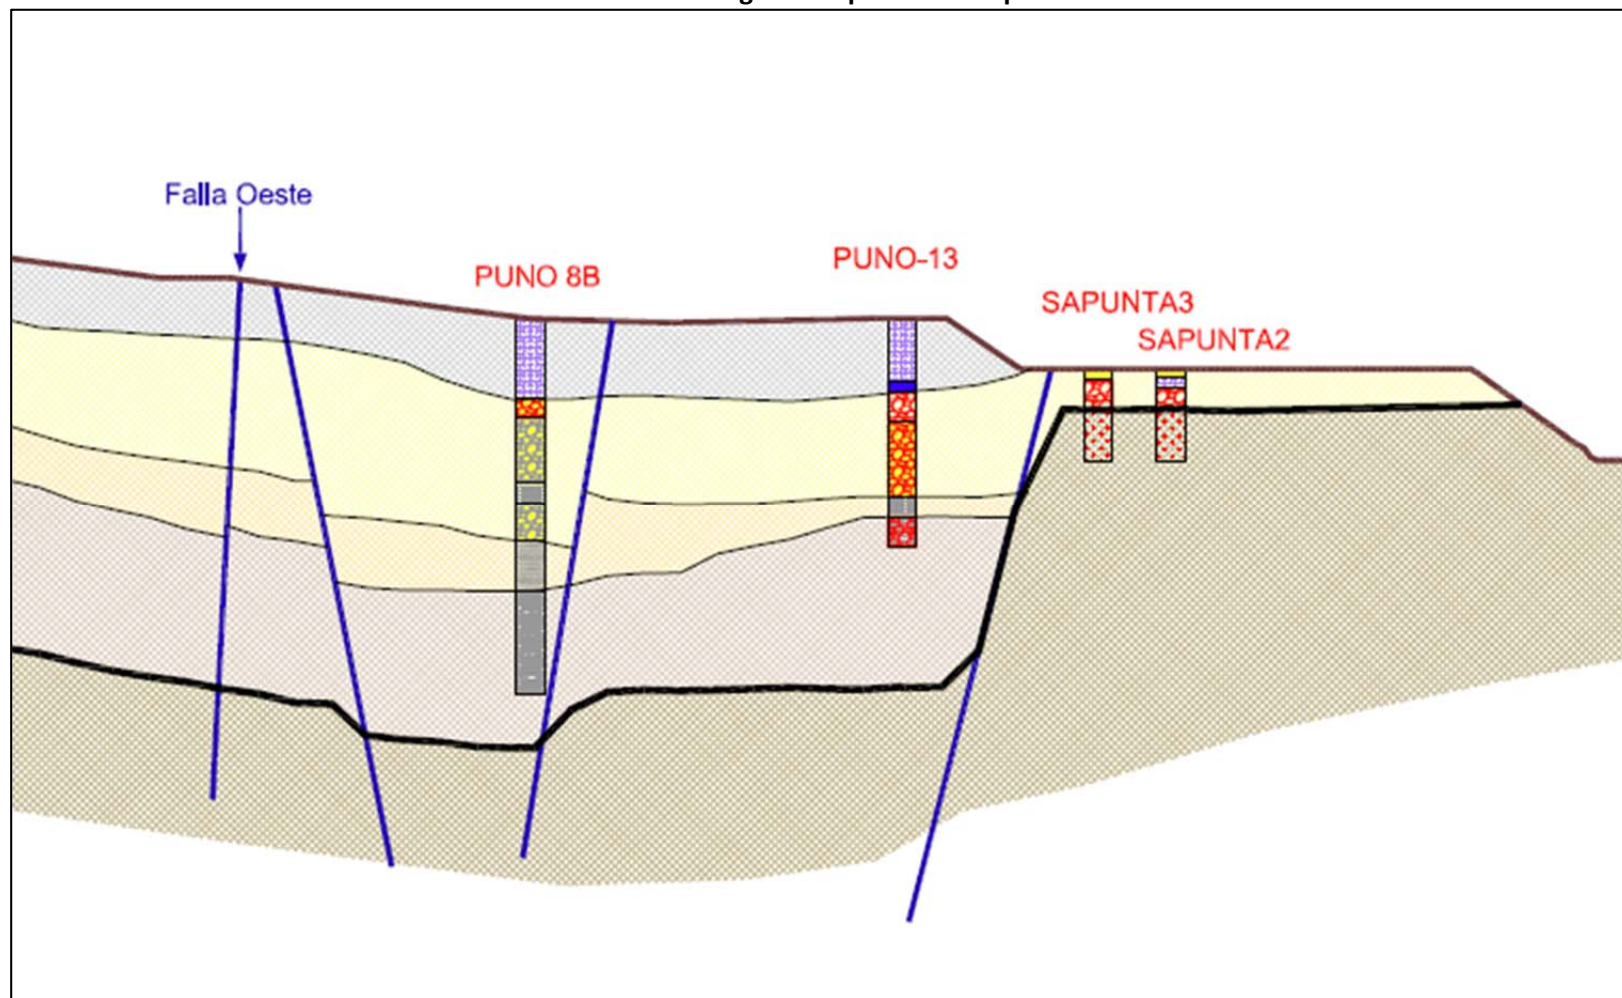 Falla Oeste
PUNO 8B
PUNO-13
SAPUNTA3
SAPUNTA2